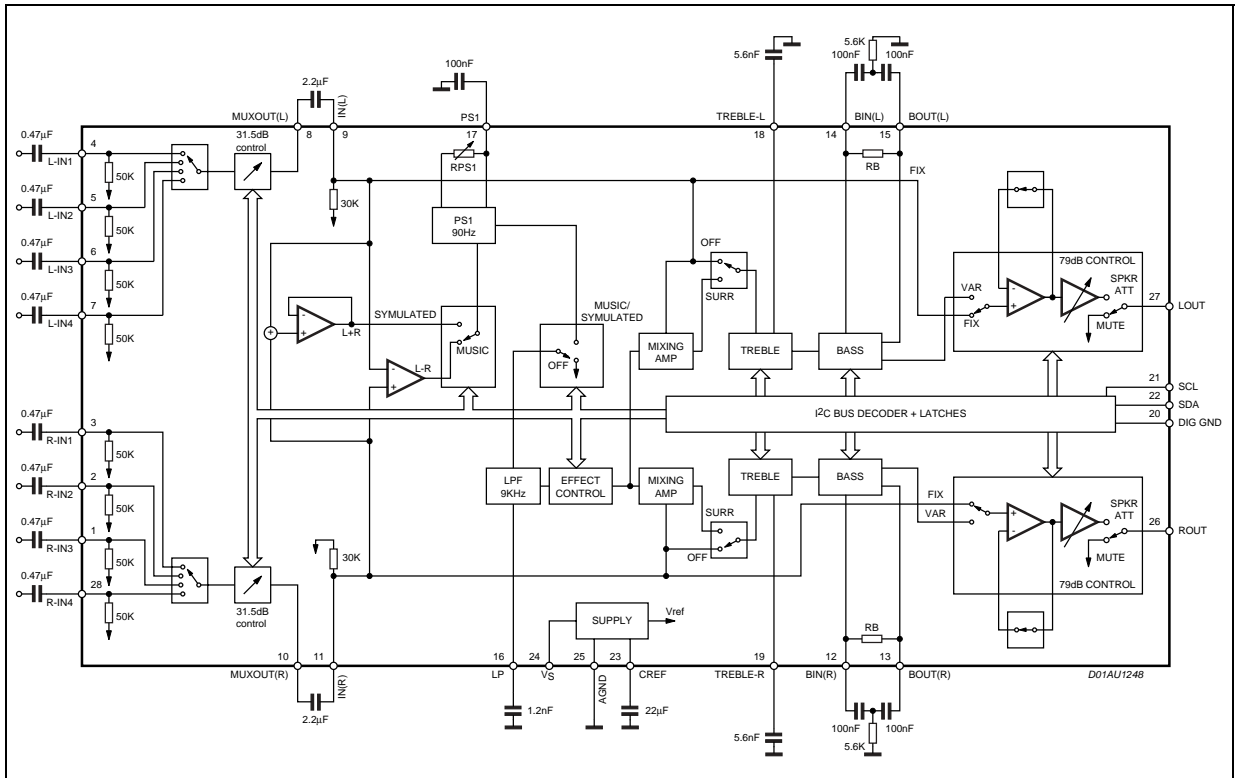 5.6K
5.6nF
100nF 100nF
100nF
2.2µF
MUXOUT(L) IN(L) PS1 TREBLE-L BIN(L) BOUT(L)
8 9 17 18 14 15
0.47µF 4 31.5dB control
L-IN1
50K
RPS1
RB
FIX
0.47µF 5
L-IN2
50K
30K
PS1 90Hz
0.47µF 6
L-IN3
50K
OFF
SURR
79dB CONTROL
0.47µF 7
L-IN4
50K
SYMULATED
MUSIC/SYMULATED
VAR
FIX
SPKR ATT
MUTE
27 LOUT
- + L+R
MUSIC
OFF
MIXING AMP
TREBLE
BASS
- +
+
- + L-R
21 SCL
I2C BUS DECODER + LATCHES
22 SDA
20 DIG GND
0.47µF 3
R-IN1
50K
0.47µF 2
R-IN2
50K
LPF 9KHz
EFFECT CONTROL
MIXING AMP
TREBLE
BASS
FIX
VAR
+ -
SPKR ATT
MUTE
26 ROUT
0.47µF 1
R-IN3
50K
SURR
OFF
30K
0.47µF 28
R-IN4
50K
31.5dB control
79dB CONTROL
SUPPLY Vref
RB
10 11 16 24 25 23 19 12 13
MUXOUT(R) IN(R) LP VS AGND CREF TREBLE-R BIN(R) BOUT(R)
D01AU1248
2.2µF
1.2nF
22µF
5.6nF
100nF 100nF
5.6K